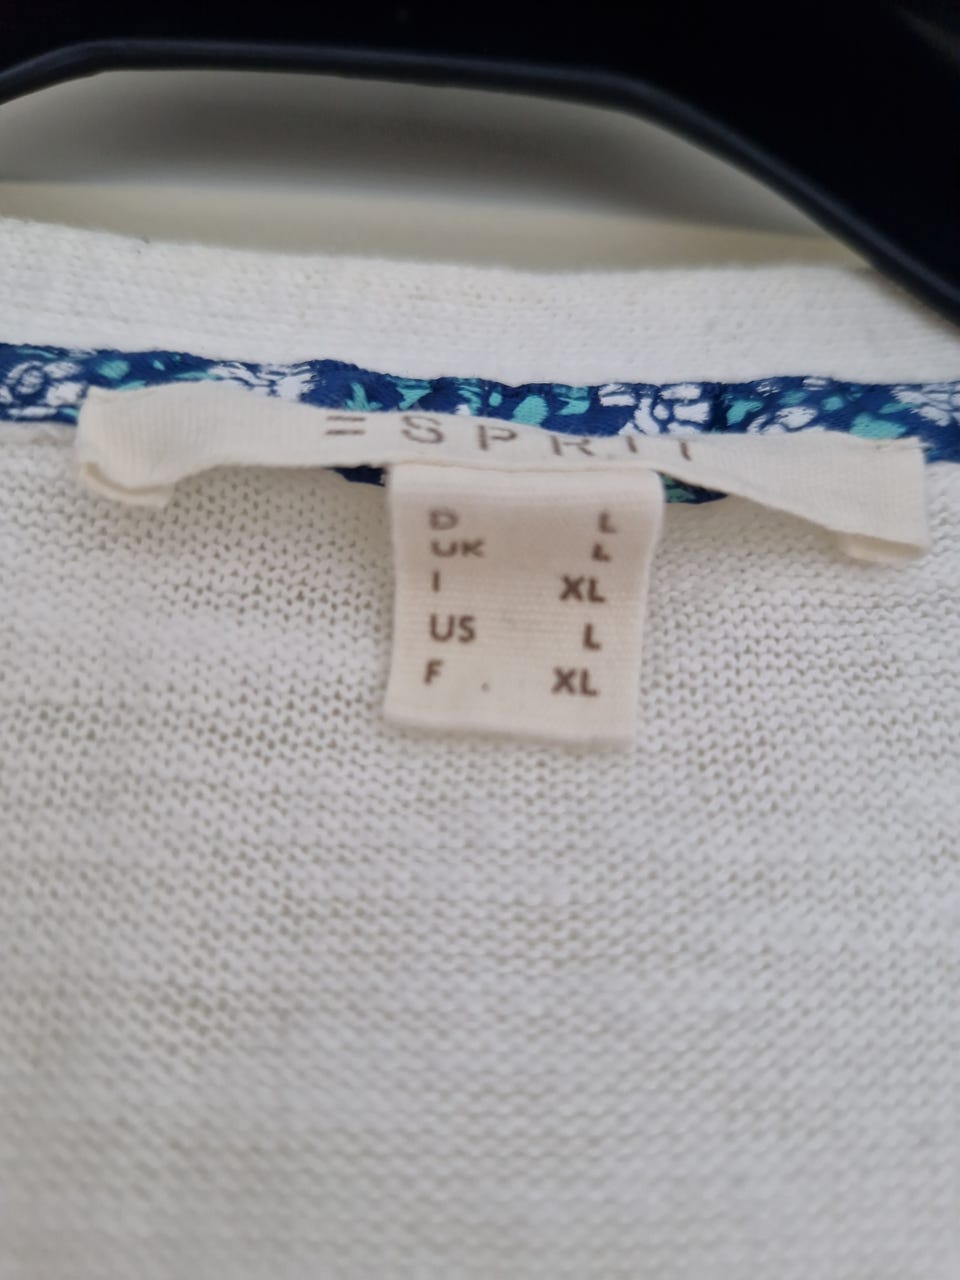 ESPRIT
D L
UK L
I XL
US L
F . XL